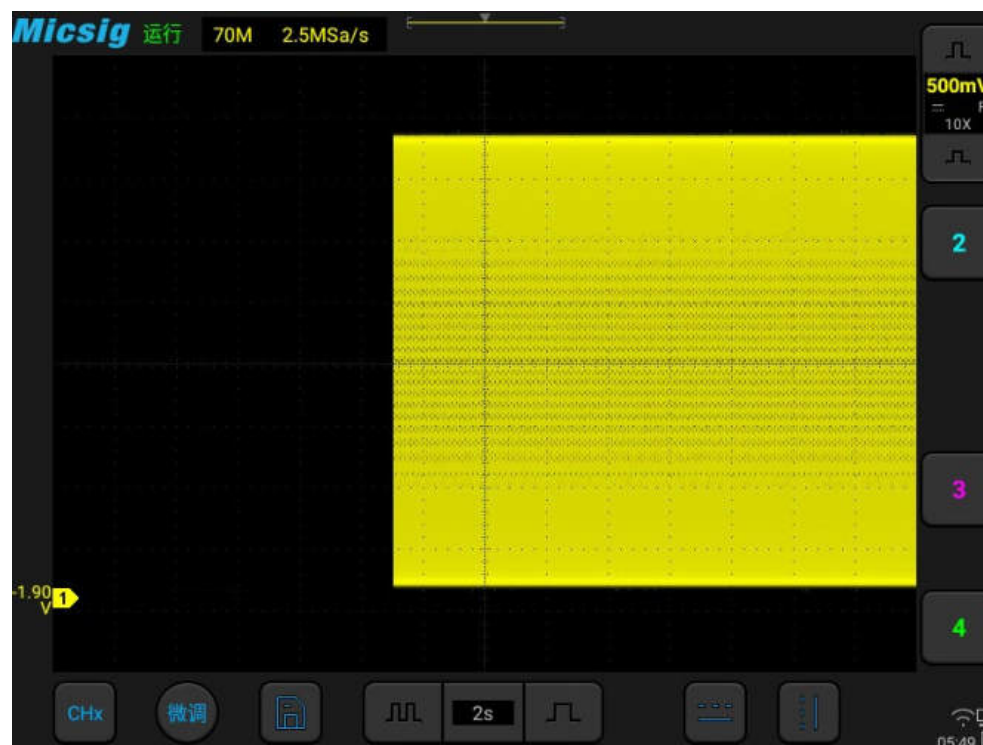 Micsig 运行 70M 2.5MSa/s
500mV
10X
2
3
-1.90
V
1
4
CHx 微调 2s
05:49